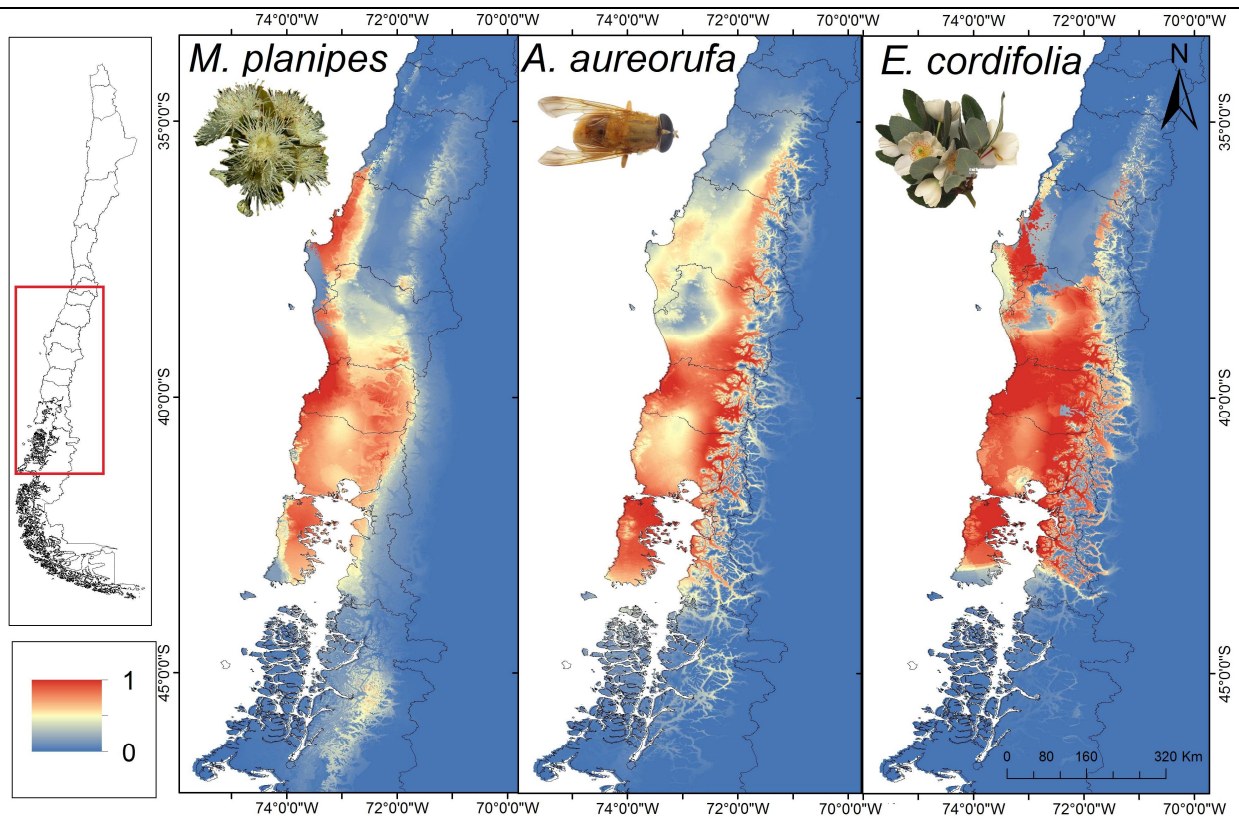 74°0'0"W 72°0'0"W 70°0'0"W 74°0'0"W 72°0'0"W 70°0'0"W 74°0'0"W 72°0'0"W 70°0'0"W
M. planipes A. aureorufa E. cordifolia
N
35°0'0"S 35°0'0"S
40°0'0"S 40°0'0"S
45°0'0"S 45°0'0"S
1
0
0 80 160 320 Km
74°0'0"W 72°0'0"W 70°0'0"W 74°0'0"W 72°0'0"W 70°0'0"W 74°0'0"W 72°0'0"W 70°0'0"W